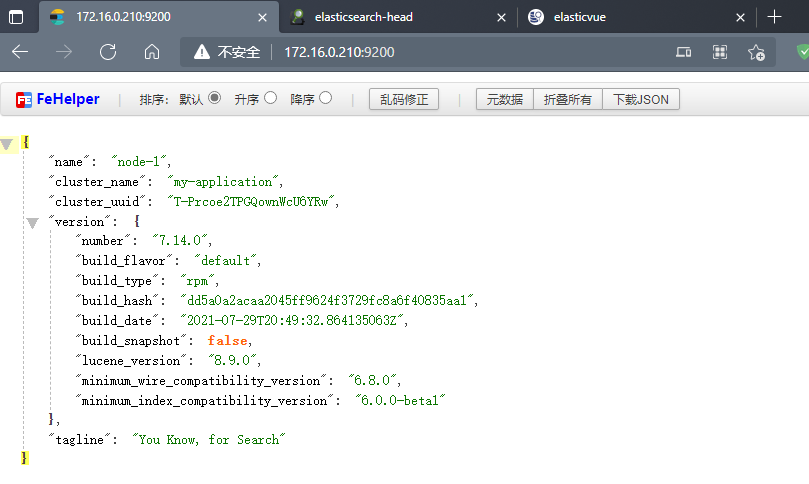 172.16.0.210:9200
elasticsearch-head
elasticvue
不安全 172.16.0.210:9200
FeHelper 排序: 默认 升序 降序 乱码修正 元数据 折叠所有 下载JSON
{
"name": "node-1",
"cluster_name": "my-application",
"cluster_uuid": "T-Prcoe2TPGQownWcU6YRw",
"version": {
"number": "7.14.0",
"build_flavor": "default",
"build_type": "rpm",
"build_hash": "dd5a0a2acaa2045ff9624f3729fc8a6f40835aa1",
"build_date": "2021-07-29T20:49:32.864135063Z",
"build_snapshot": false,
"lucene_version": "8.9.0",
"minimum_wire_compatibility_version": "6.8.0",
"minimum_index_compatibility_version": "6.0.0-beta1"
},
"tagline": "You Know, for Search"
}